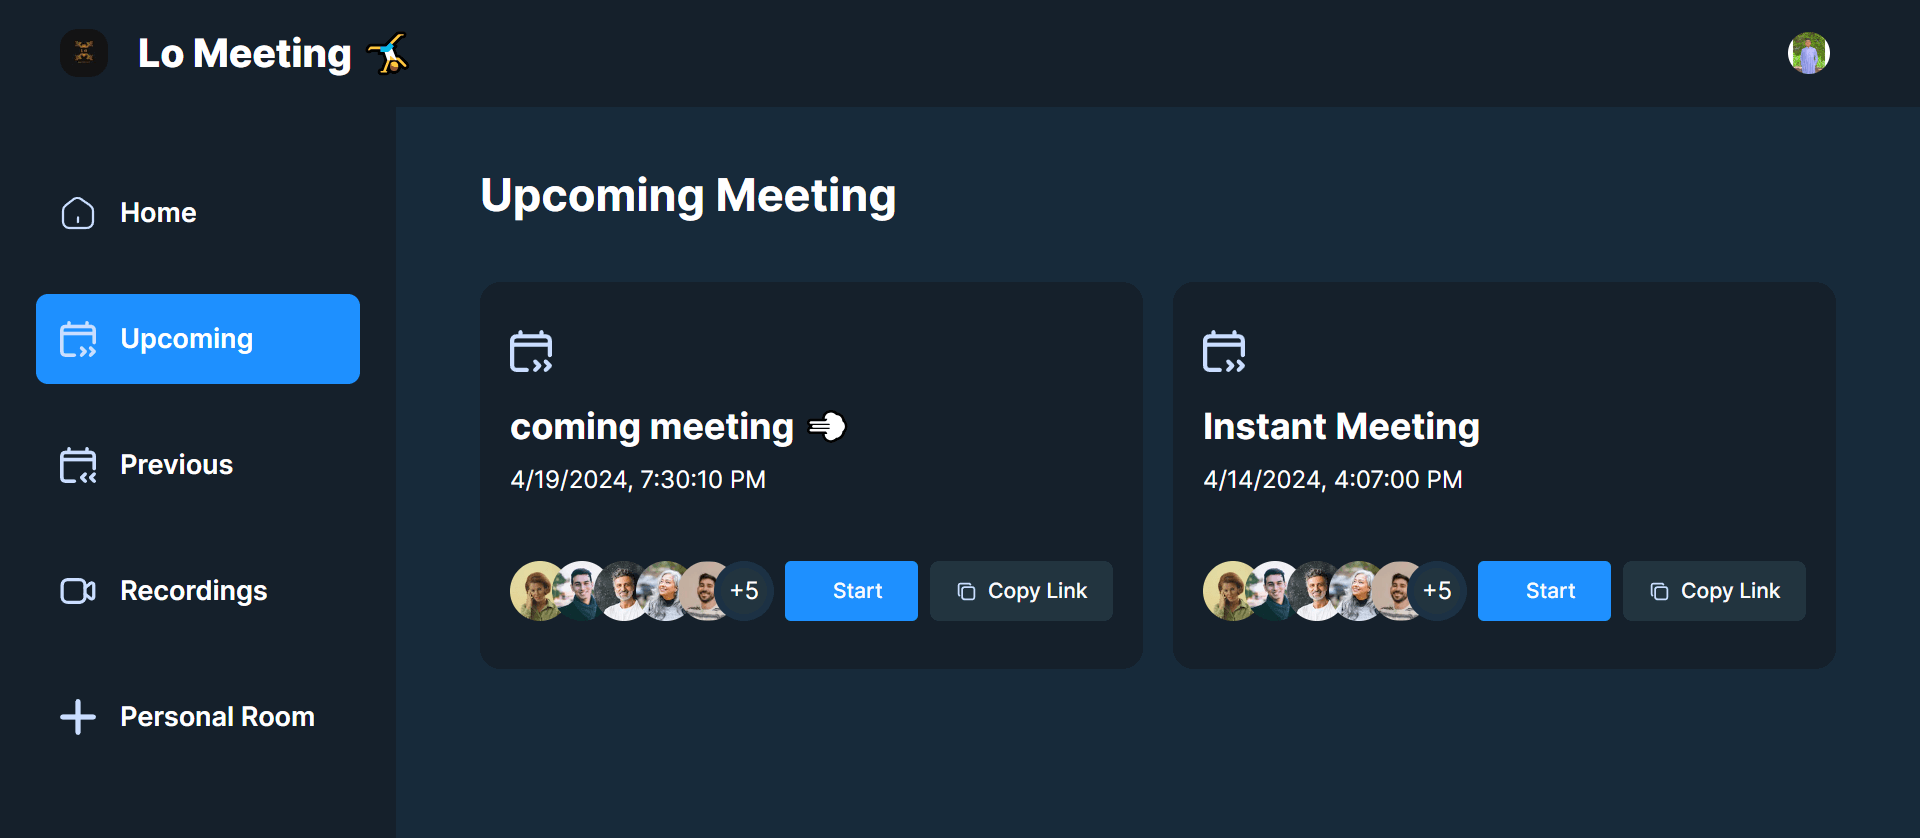 Lo Meeting 🤸
Home
Upcoming
Previous
Recordings
Personal Room
Upcoming Meeting
coming meeting 💨
4/19/2024, 7:30:10 PM
+5
Start
Copy Link
Instant Meeting
4/14/2024, 4:07:00 PM
+5
Start
Copy Link